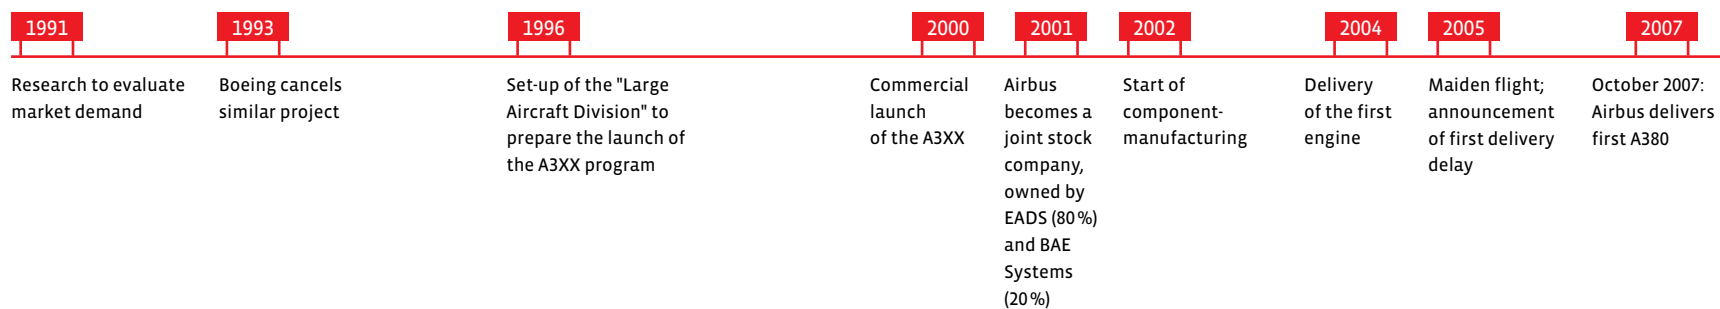 1991
Research to evaluate
market demand
1993
Boeing cancels
similar project
1996
Set-up of the "Large
Aircraft Division" to
prepare the launch of
the A3XX program
2000
Commercial
launch
of the A3XX
2001
Airbus
becomes a
joint stock
company,
owned by
EADS (80 %)
and BAE
Systems
(20 %)
2002
Start of
component-
manufacturing
2004
Delivery
of the first
engine
2005
Maiden flight;
announcement
of first delivery
delay
2007
October 2007:
Airbus delivers
first A380